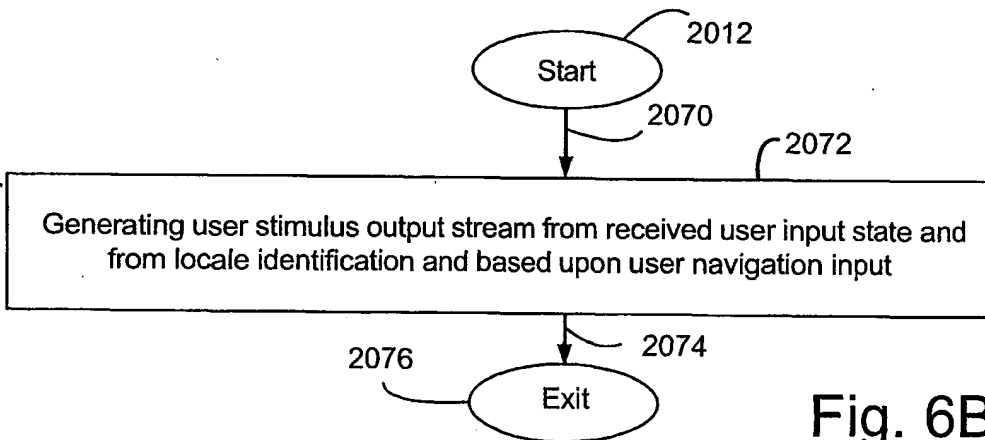 2012
Start
2070
2072
Generating user stimulus output stream from received user input state and
from locale identification and based upon user navigation input
2074
2076
Exit
Fig. 6B